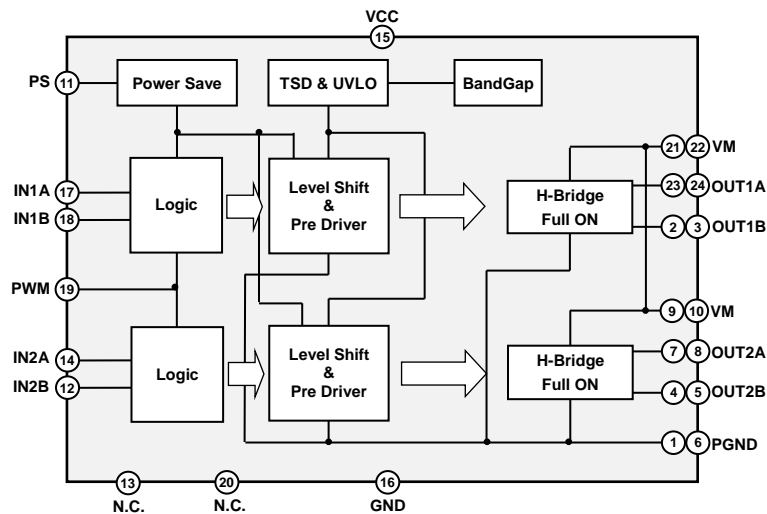 VCC
15
PS
11
Power Save
TSD & UVLO
BandGap
21 22 VM
IN1A 17
IN1B 18
Logic
Level Shift
&
Pre Driver
H-Bridge
Full ON
23 24 OUT1A
2 3 OUT1B
PWM 19
9 10 VM
IN2A 14
IN2B 12
Logic
Level Shift
&
Pre Driver
H-Bridge
Full ON
7 8 OUT2A
4 5 OUT2B
1 6 PGND
13
N.C.
20
N.C.
16
GND